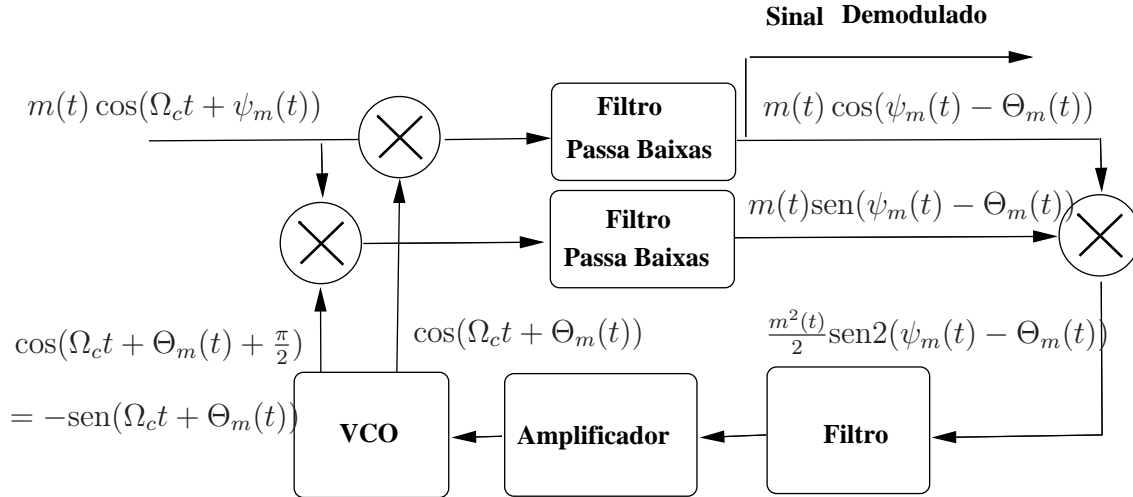 Sinal Demodulado
m(t) cos(Ω_c t + ψ_m(t))
Filtro
Passa Baixas
m(t) cos(ψ_m(t) − Θ_m(t))
Filtro
Passa Baixas
m(t)sen(ψ_m(t) − Θ_m(t))
cos(Ω_c t + Θ_m(t) + π/2)
= −sen(Ω_c t + Θ_m(t))
cos(Ω_c t + Θ_m(t))
m²(t)/2 sen2(ψ_m(t) − Θ_m(t))
VCO
Amplificador
Filtro